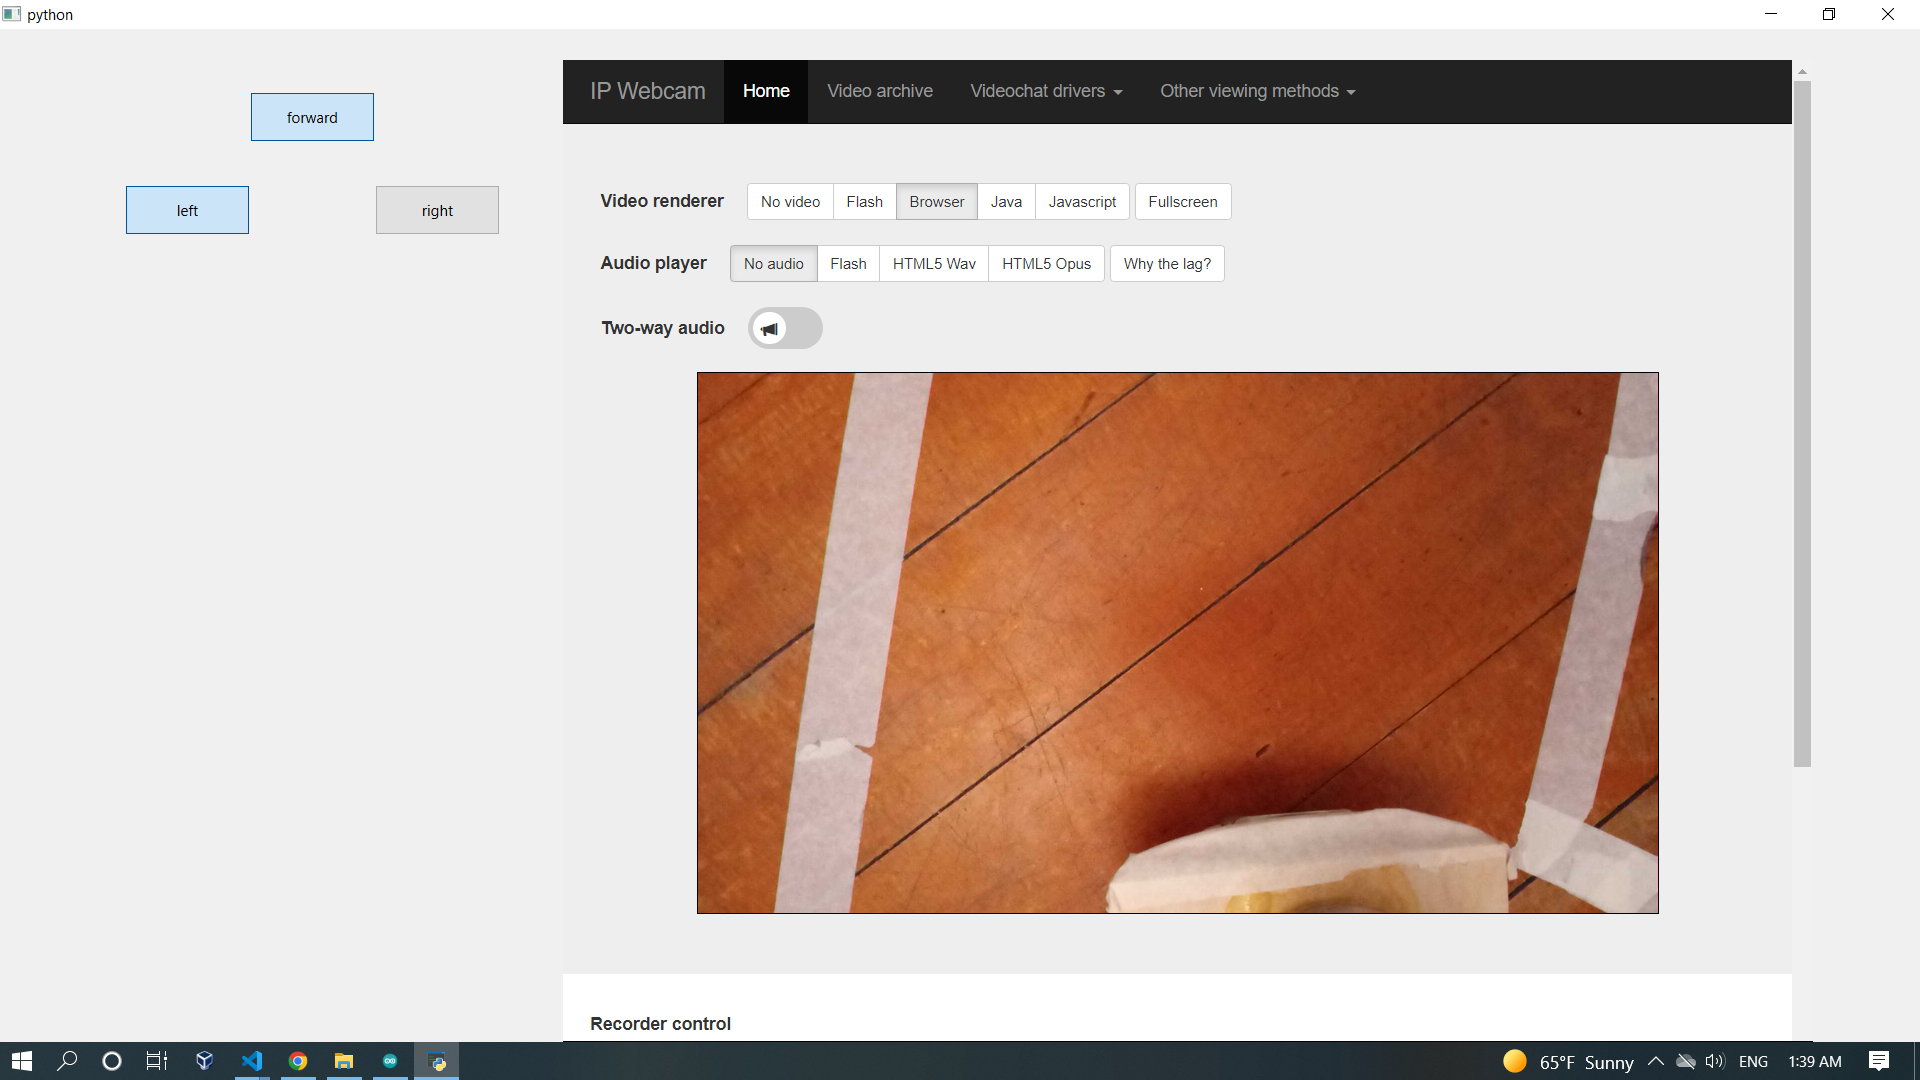 python
forward
left
right
IP Webcam Home Video archive Videochat drivers Other viewing methods
Video renderer No video Flash Browser Java Javascript Fullscreen
Audio player No audio Flash HTML5 Wav HTML5 Opus Why the lag?
Two-way audio
Recorder control
65°F Sunny ENG 1:39 AM